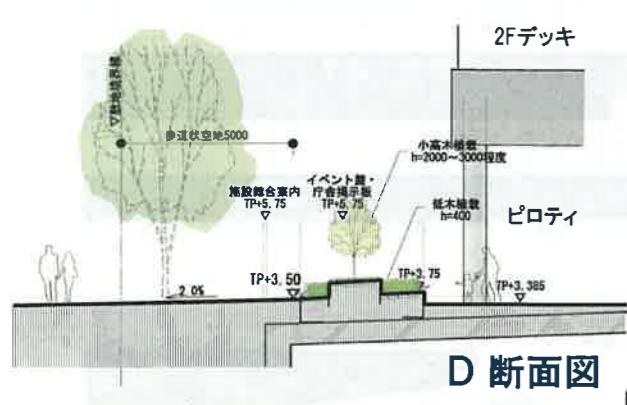 2Fデッキ
▽敷地境界線
歩道状空地5000
小高木植栽
h=2000～3000程度
施設総合案内
TP+5.75
イベント盤・
庁舎掲示板
TP+5.75
低木植栽
h=400
ピロティ
TP+3.50
TP+3.75
2.0%
TP+3.385
D 断面図